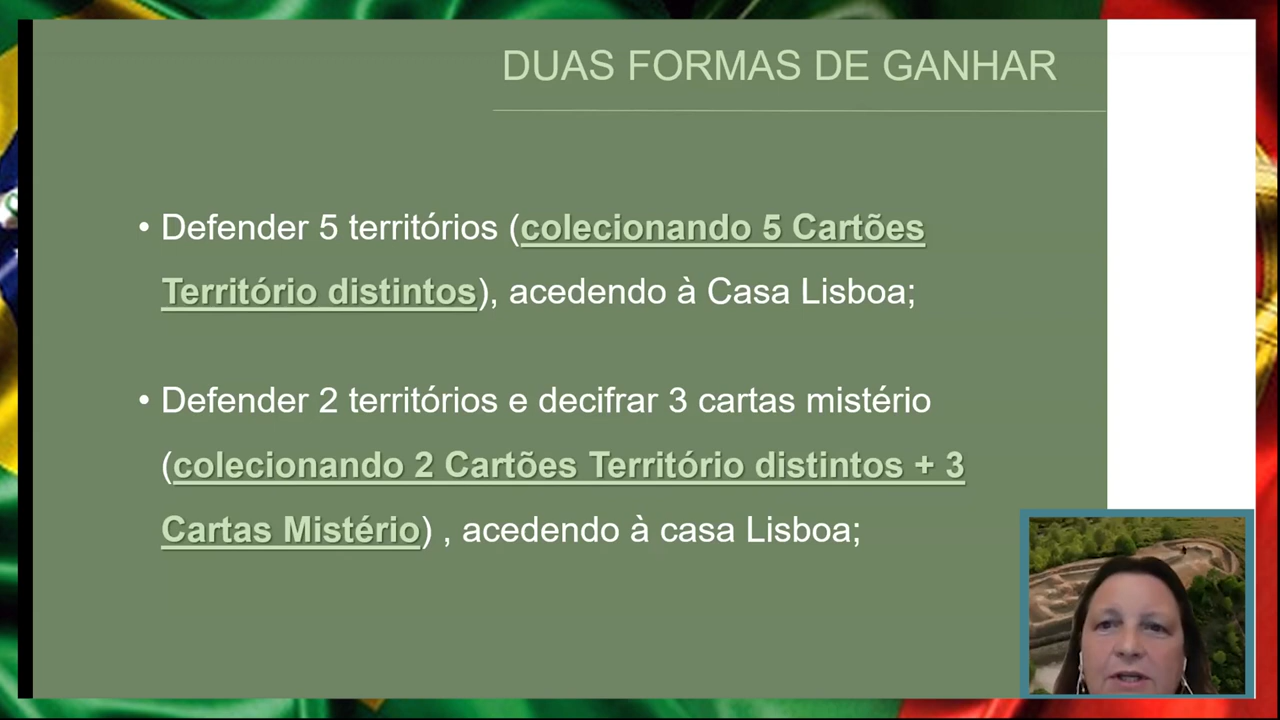 DUAS FORMAS DE GANHAR
• Defender 5 territórios (colecionando 5 Cartões
Território distintos), acedendo à Casa Lisboa;
• Defender 2 territórios e decifrar 3 cartas mistério
(colecionando 2 Cartões Território distintos + 3
Cartas Mistério) , acedendo à casa Lisboa;